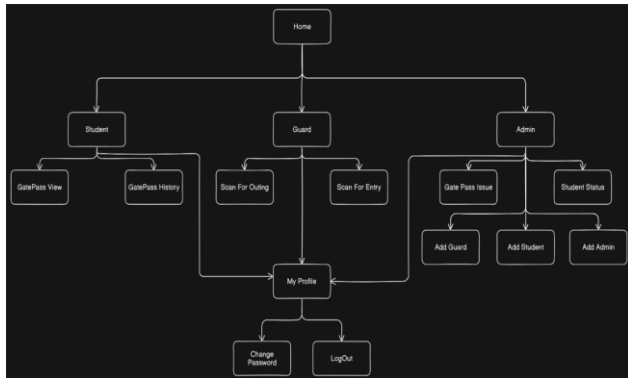 Home
Student
Guard
Admin
GatePass View
GatePass History
Scan For Outing
Scan For Entry
Gate Pass Issue
Student Status
Add Guard
Add Student
Add Admin
My Profile
Change
Password
LogOut